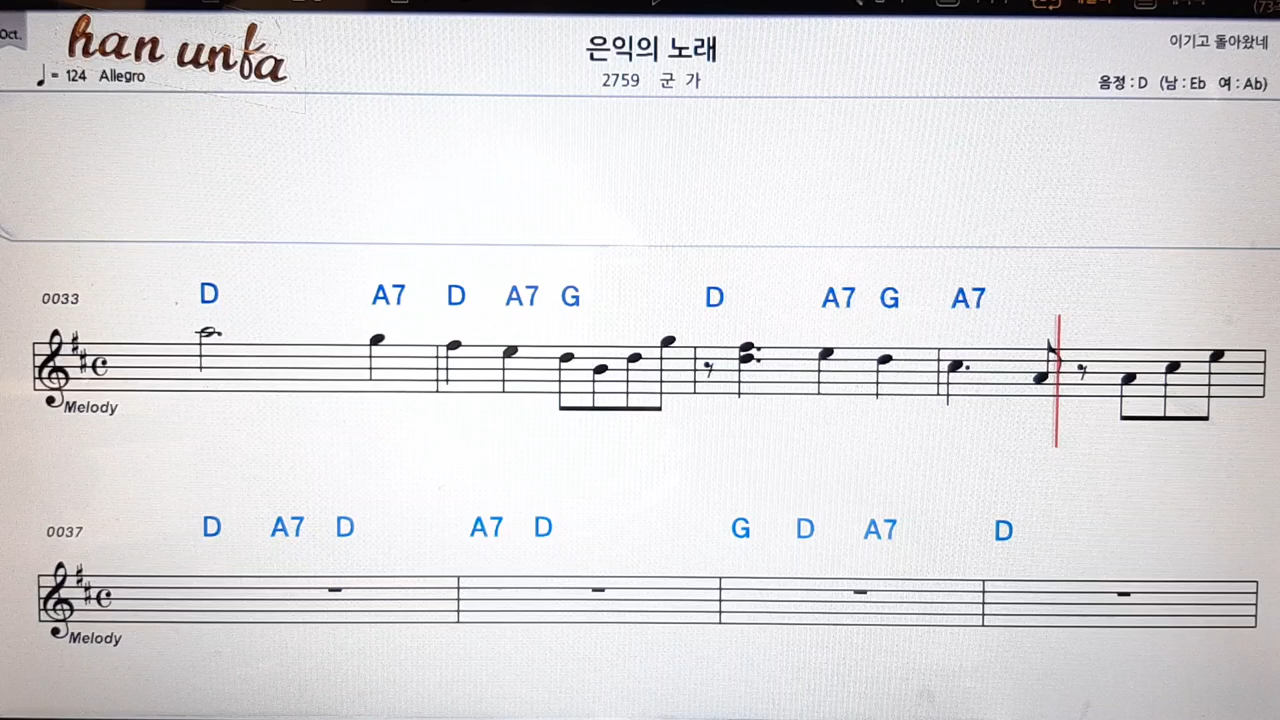 Oct.
han unfa
은익의 노래
이기고 돌아왔네
♩ = 124 Allegro
2759 군 가
음정 : D (남 : Eb 여 : Ab)
0033 D A7 D A7 G D A7 G A7
Melody
0037 D A7 D A7 D G D A7 D
Melody